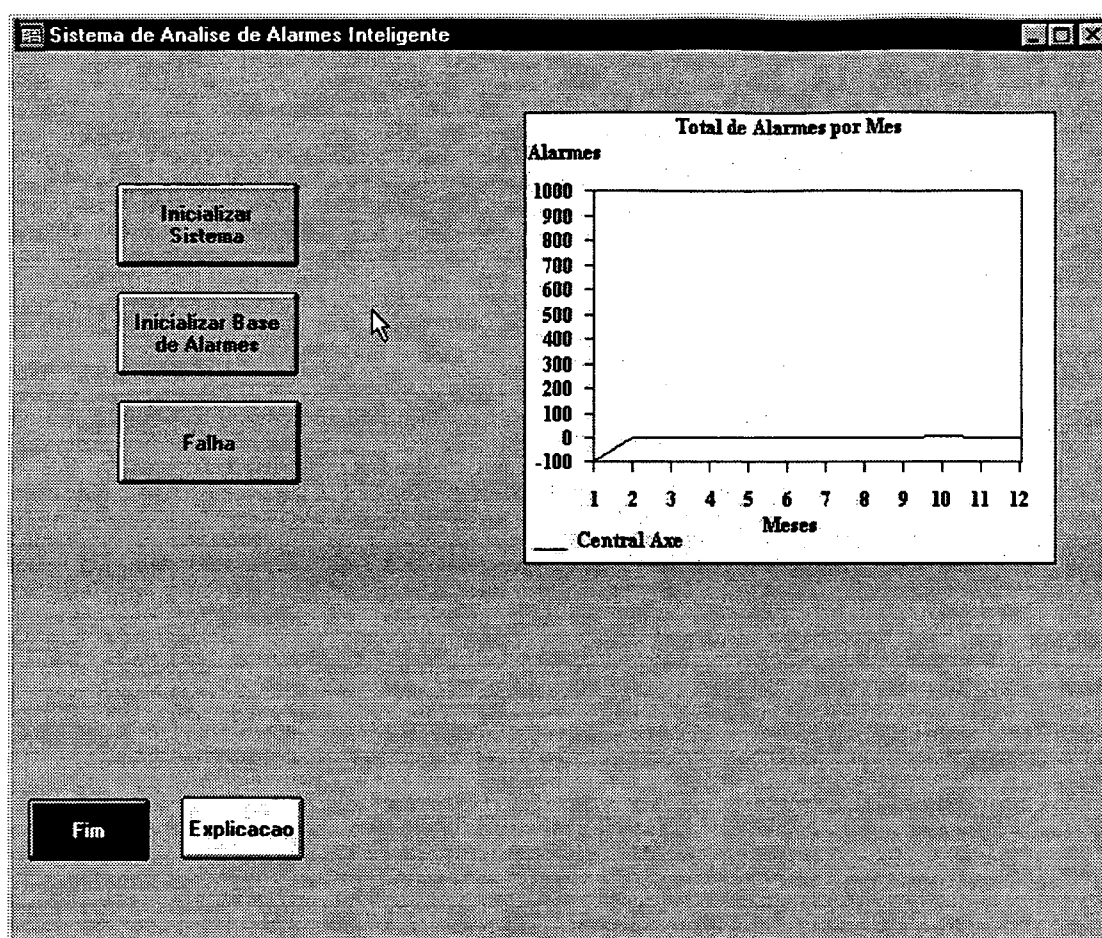 Sistema de Analise de Alarmes Inteligente
Inicializar
Sistema
Inicializar Base
de Alarmes
Falha
Fim
Explicacao
Total de Alarmes por Mes
Alarmes
1000
900
800
700
600
500
400
300
200
100
0
-100
1 2 3 4 5 6 7 8 9 10 11 12
Meses
Central Axe